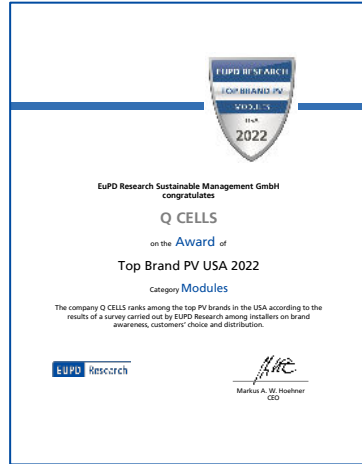 EUPD RESEARCH
TOP BRAND PV
MODULES
USA
2022
EuPD Research Sustainable Management GmbH
congratulates
Q CELLS
on the Award of
Top Brand PV USA 2022
Category Modules
The company Q CELLS ranks among the top PV brands in the USA according to the
results of a survey carried out by EUPD Research among installers on brand
awareness, customers' choice and distribution.
EUPD Research
Markus A. W. Hoehner
CEO